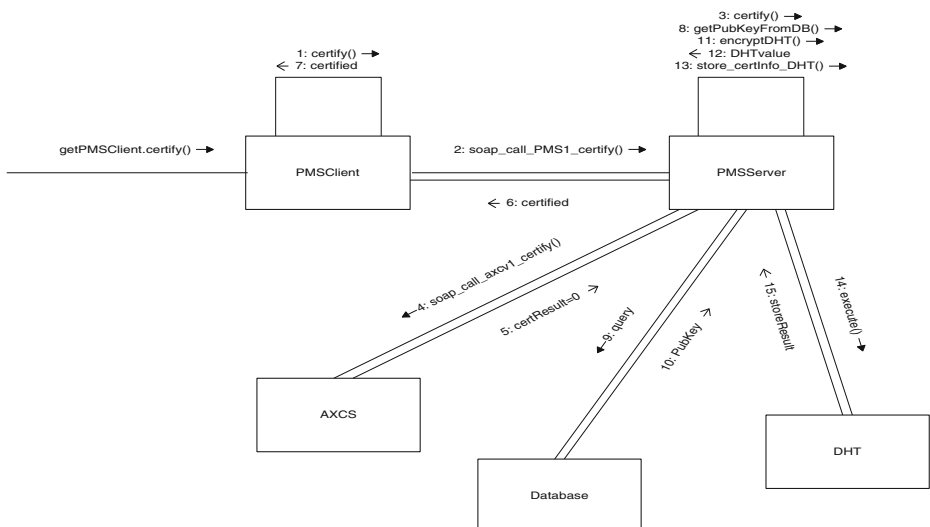 3: certify() →
8: getPubKeyFromDB() →
11: encryptDHT() →
← 12: DHTvalue
13: store_certInfo_DHT() →
1: certify() →
← 7: certified
getPMSClient.certify() →
PMSClient
2: soap_call_PMS1_certify() →
PMSServer
← 6: certified
←4: soap_call_axcv1_certify()
5: certResult=0 →
←9: query
10: PubKey →
← 15: storeResult
14: execute() →
AXCS
Database
DHT